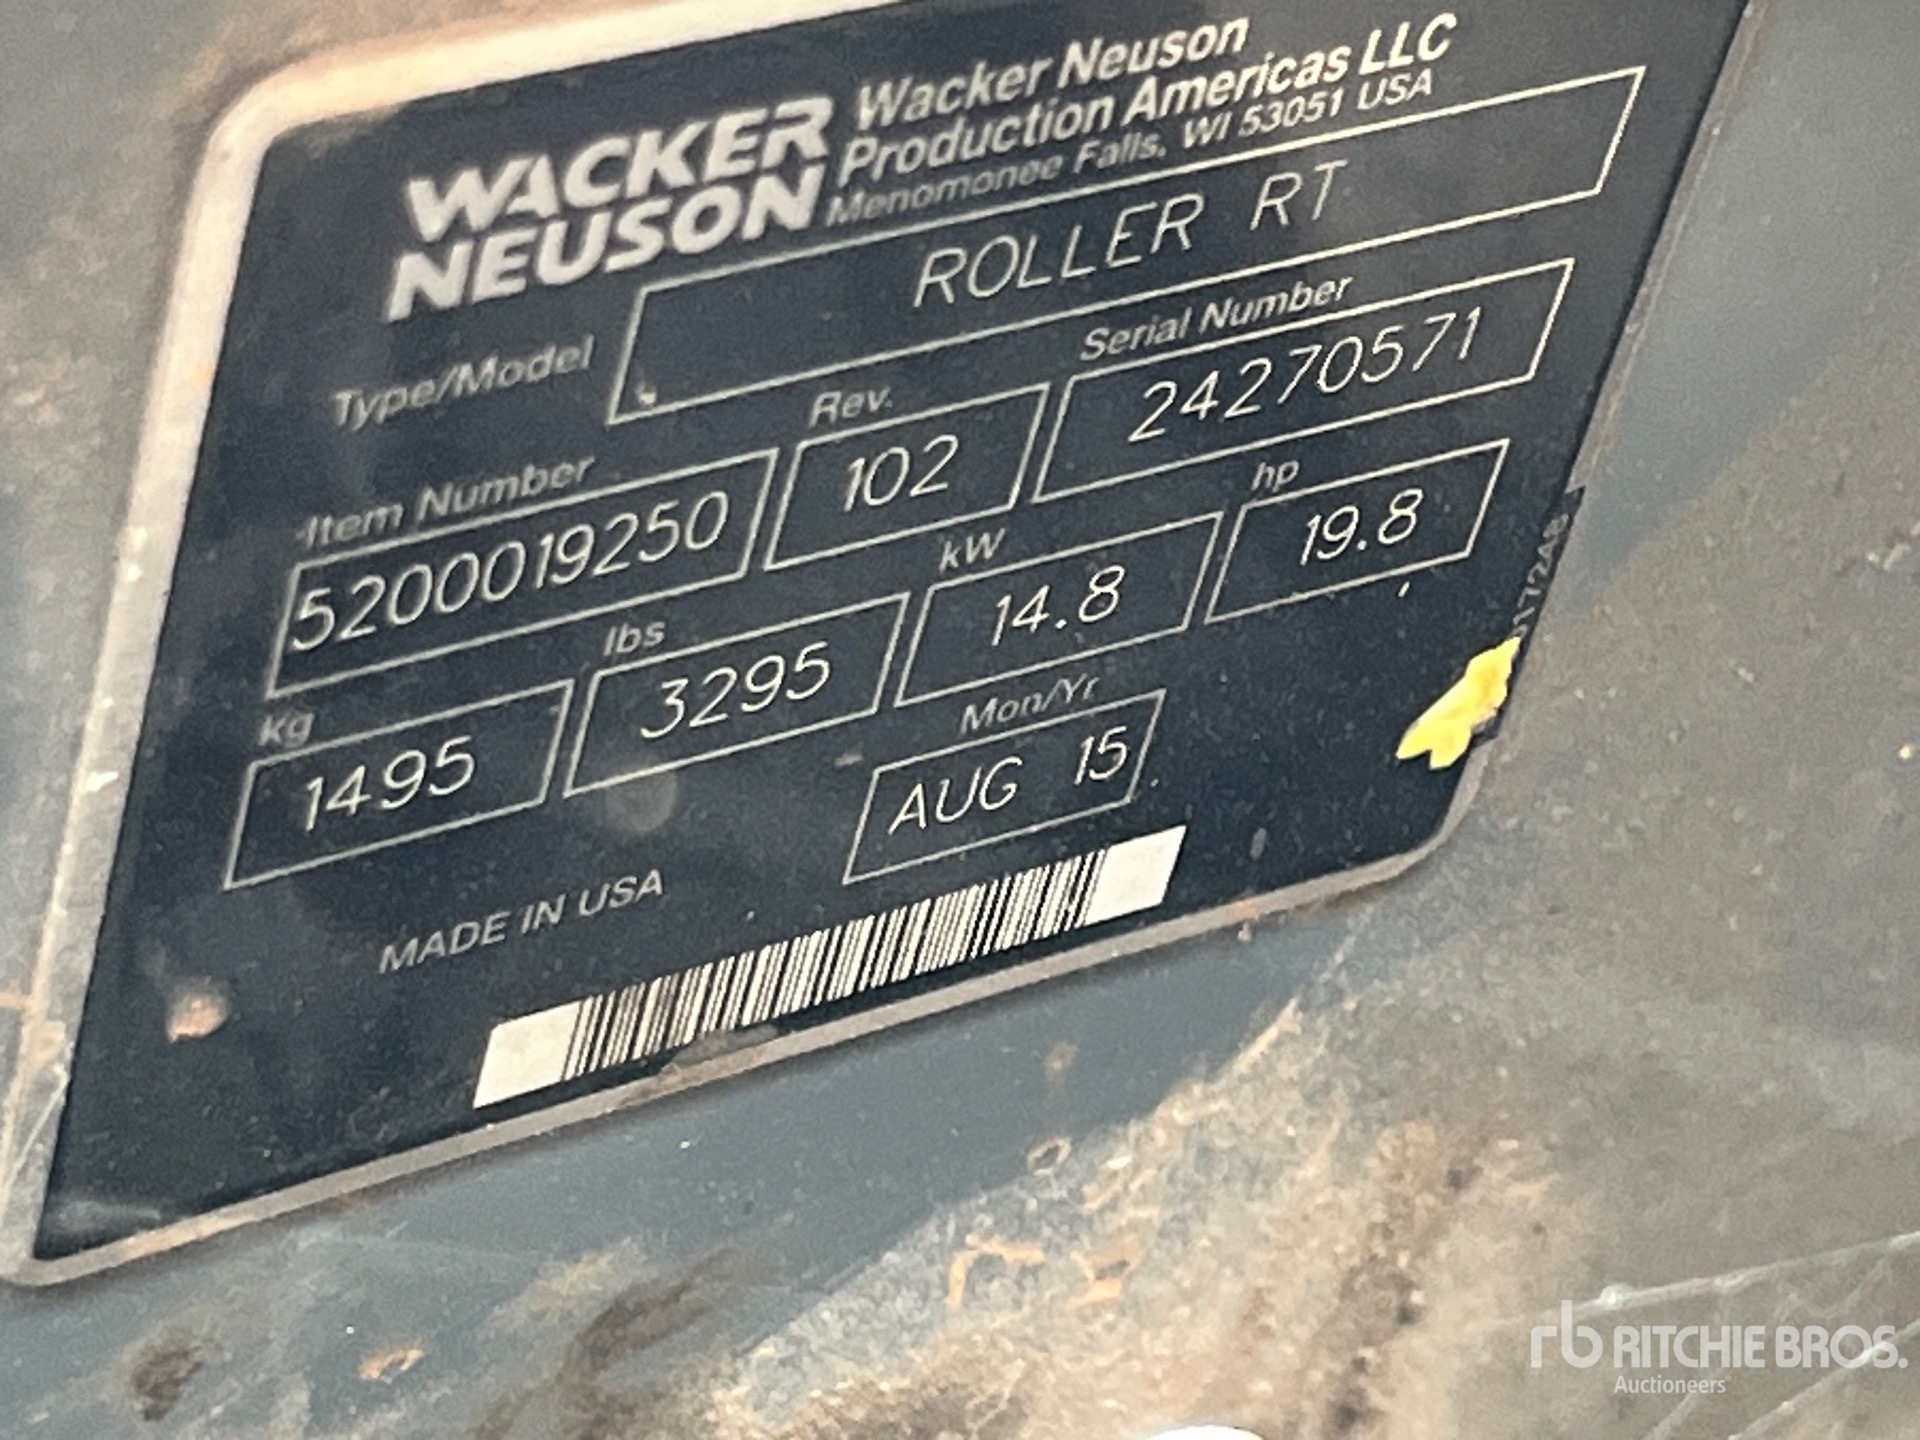 WACKER
NEUSON
Wacker Neuson
Production Americas LLC
Menomonee Falls, WI 53051 USA
Type/Model
ROLLER RT
Item Number
Rev.
Serial Number
5200019250
102
24270571
kg
lbs
kW
hp
1495
3295
14.8
19.8
Mon/Yr
AUG 15
MADE IN USA
rb RITCHIE BROS.
Auctioneers